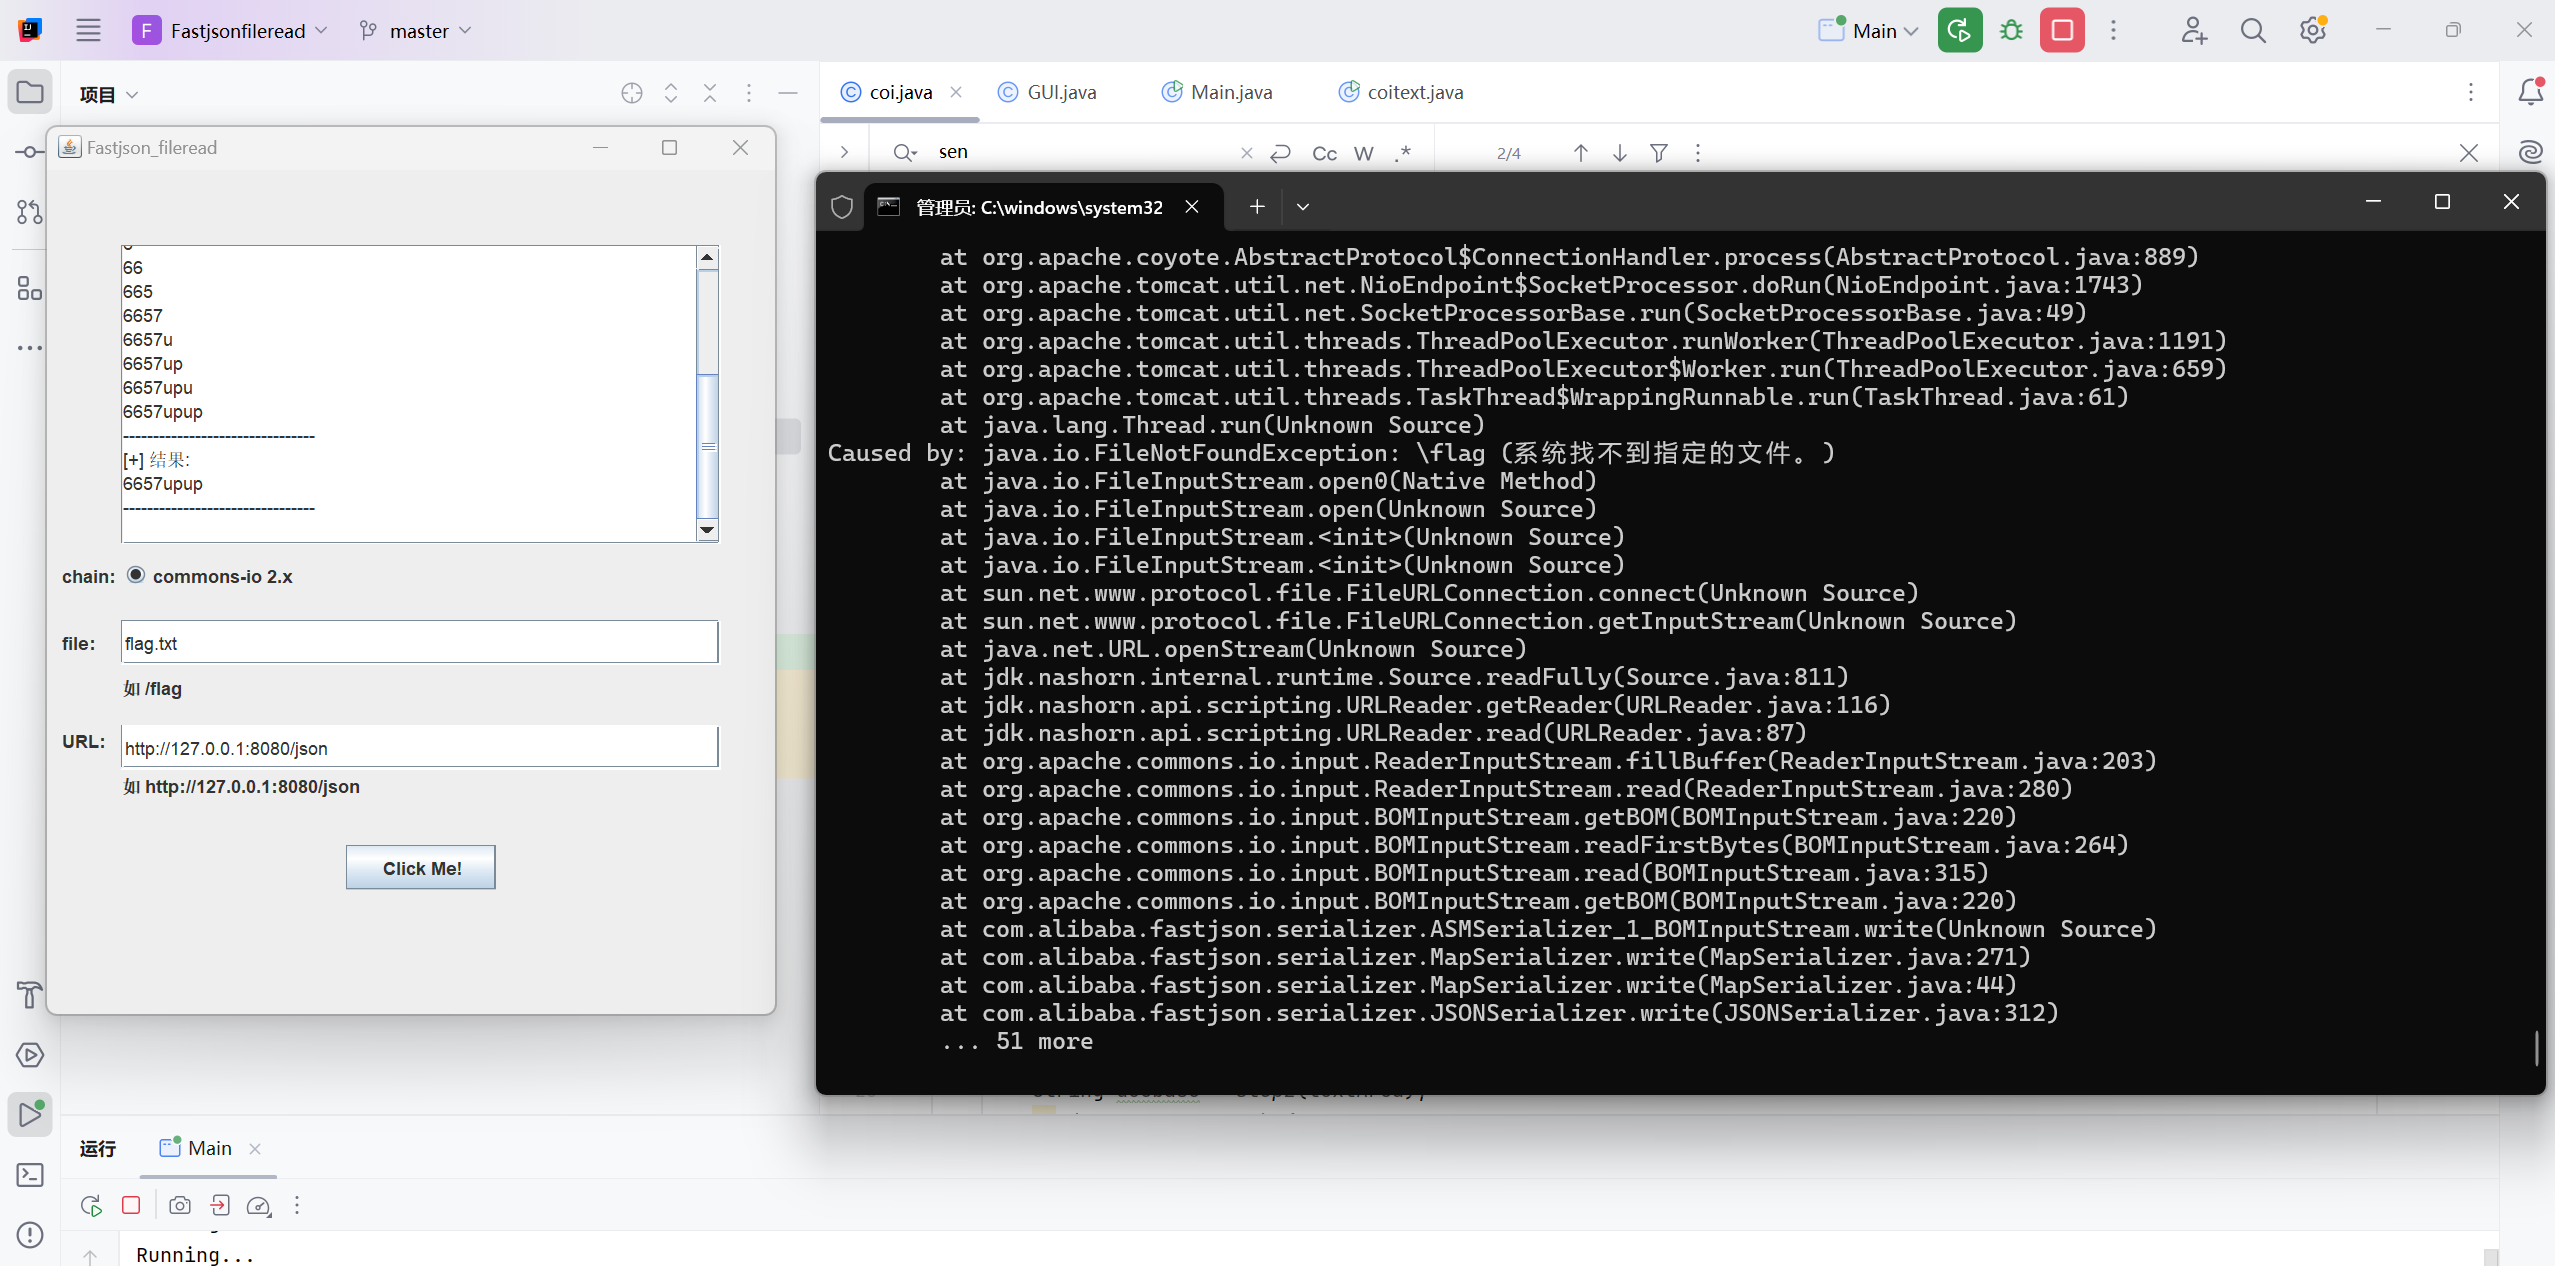 F Fastjsonfileread master Main
项目
coi.java GUI.java Main.java coitext.java
sen Cc W .* 2/4
Fastjson_fileread
66
665
6657
6657u
6657up
6657upu
6657upup
--------------------------------
[+] 结果:
6657upup
--------------------------------
chain: commons-io 2.x
file: flag.txt
如 /flag
URL: http://127.0.0.1:8080/json
如 http://127.0.0.1:8080/json
Click Me!
管理员: C:\windows\system32
at org.apache.coyote.AbstractProtocol$ConnectionHandler.process(AbstractProtocol.java:889)
at org.apache.tomcat.util.net.NioEndpoint$SocketProcessor.doRun(NioEndpoint.java:1743)
at org.apache.tomcat.util.net.SocketProcessorBase.run(SocketProcessorBase.java:49)
at org.apache.tomcat.util.threads.ThreadPoolExecutor.runWorker(ThreadPoolExecutor.java:1191)
at org.apache.tomcat.util.threads.ThreadPoolExecutor$Worker.run(ThreadPoolExecutor.java:659)
at org.apache.tomcat.util.threads.TaskThread$WrappingRunnable.run(TaskThread.java:61)
at java.lang.Thread.run(Unknown Source)
Caused by: java.io.FileNotFoundException: \flag (系统找不到指定的文件。)
at java.io.FileInputStream.open0(Native Method)
at java.io.FileInputStream.open(Unknown Source)
at java.io.FileInputStream.<init>(Unknown Source)
at java.io.FileInputStream.<init>(Unknown Source)
at sun.net.www.protocol.file.FileURLConnection.connect(Unknown Source)
at sun.net.www.protocol.file.FileURLConnection.getInputStream(Unknown Source)
at java.net.URL.openStream(Unknown Source)
at jdk.nashorn.internal.runtime.Source.readFully(Source.java:811)
at jdk.nashorn.api.scripting.URLReader.getReader(URLReader.java:116)
at jdk.nashorn.api.scripting.URLReader.read(URLReader.java:87)
at org.apache.commons.io.input.ReaderInputStream.fillBuffer(ReaderInputStream.java:203)
at org.apache.commons.io.input.ReaderInputStream.read(ReaderInputStream.java:280)
at org.apache.commons.io.input.BOMInputStream.getBOM(BOMInputStream.java:220)
at org.apache.commons.io.input.BOMInputStream.readFirstBytes(BOMInputStream.java:264)
at org.apache.commons.io.input.BOMInputStream.read(BOMInputStream.java:315)
at org.apache.commons.io.input.BOMInputStream.getBOM(BOMInputStream.java:220)
at com.alibaba.fastjson.serializer.ASMSerializer_1_BOMInputStream.write(Unknown Source)
at com.alibaba.fastjson.serializer.MapSerializer.write(MapSerializer.java:271)
at com.alibaba.fastjson.serializer.MapSerializer.write(MapSerializer.java:44)
at com.alibaba.fastjson.serializer.JSONSerializer.write(JSONSerializer.java:312)
... 51 more
运行 Main
Running...